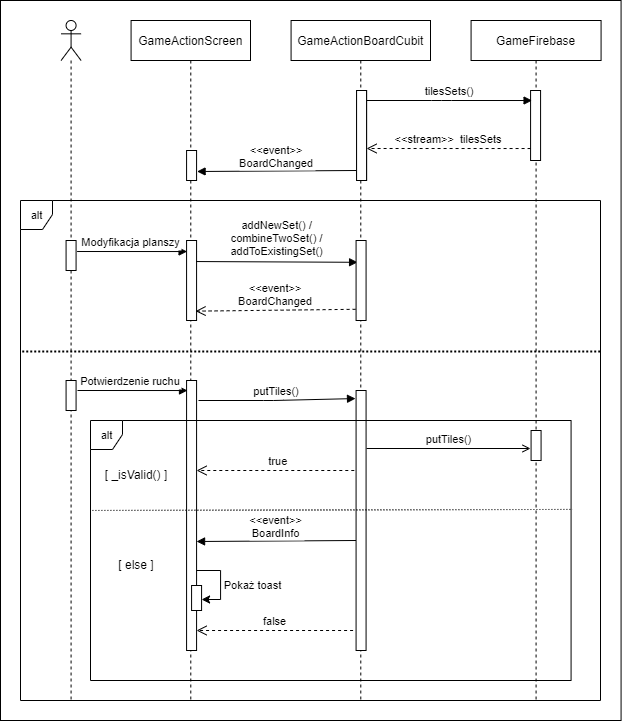 GameActionScreen
GameActionBoardCubit
GameFirebase
tilesSets()
<<stream>> tilesSets
<<event>>
BoardChanged
alt
Modyfikacja planszy
addNewSet() /
combineTwoSet() /
addToExistingSet()
<<event>>
BoardChanged
Potwierdzenie ruchu
putTiles()
alt
putTiles()
[ _isValid() ]
true
<<event>>
BoardInfo
[ else ]
Pokaż toast
false